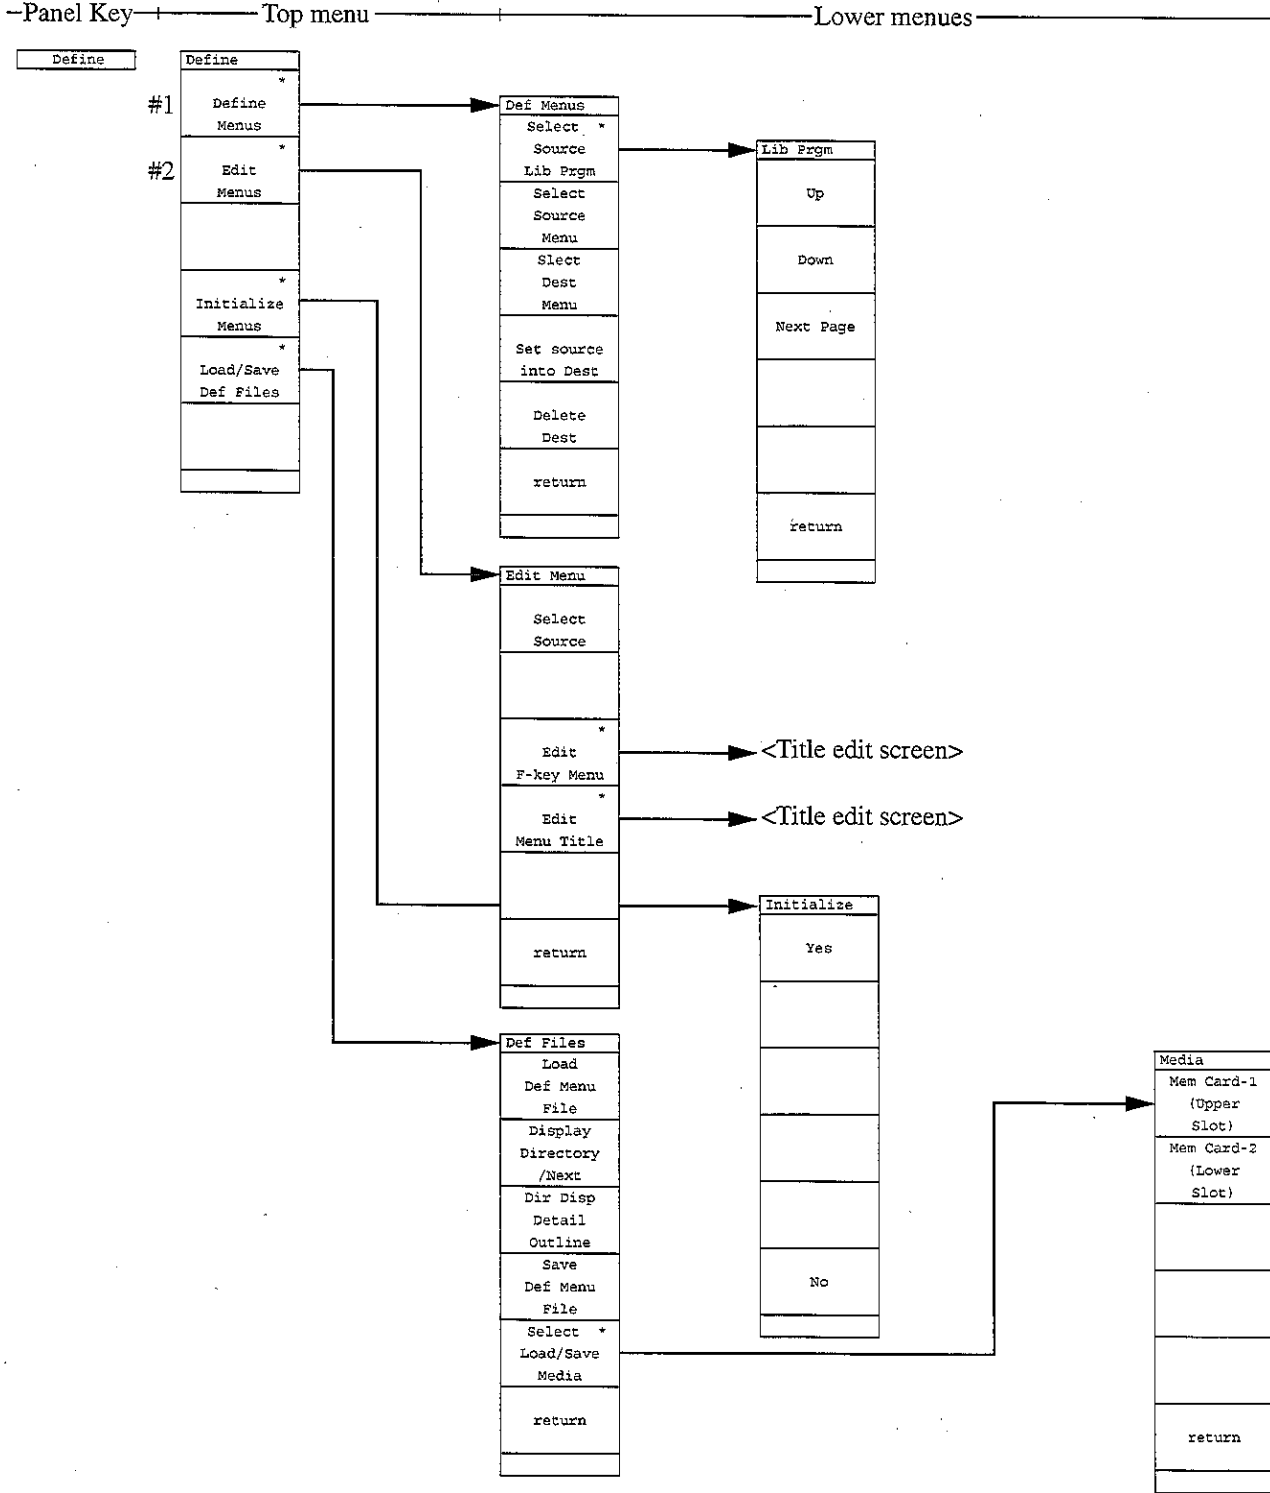 Panel Key
Top menu
Lower menues
Define
Define
#1
*
Define
Menus
#2
*
Edit
Menus
*
Initialize
Menus
*
Load/Save
Def Files
Def Menus
Select *
Source
Lib Prgm
Select
Source
Menu
Slect
Dest
Menu
Set source
into Dest
Delete
Dest
return
Lib Prgm
Up
Down
Next Page
return
Edit Menu
Select
Source
*
Edit
F-key Menu
<Title edit screen>
*
Edit
Menu Title
<Title edit screen>
return
Initialize
Yes
No
Def Files
Load
Def Menu
File
Display
Directory
/Next
Dir Disp
Detail
Outline
Save
Def Menu
File
Select *
Load/Save
Media
return
Media
Mem Card-1
(Upper
Slot)
Mem Card-2
(Lower
Slot)
return